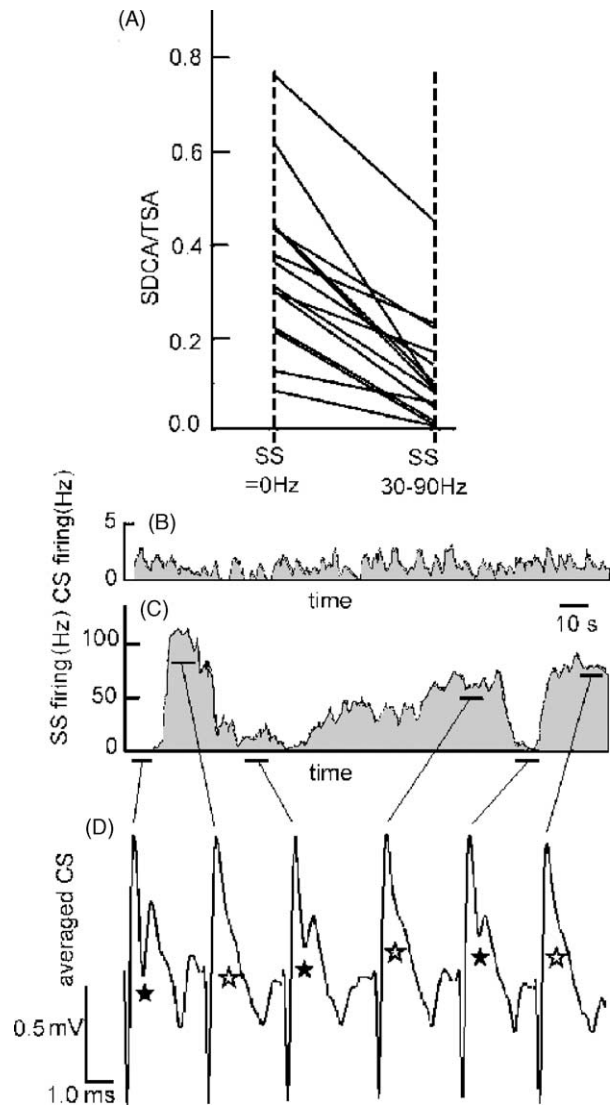 (A)
0.8
0.6
0.4
0.2
0.0
SDCA/TSA
SS
=0Hz
SS
30-90Hz
(B)
CS firing(Hz)
5
0
time
10 s
(C)
SS firing(Hz)
100
50
0
time
(D)
averaged CS
0.5 mV
1.0 ms